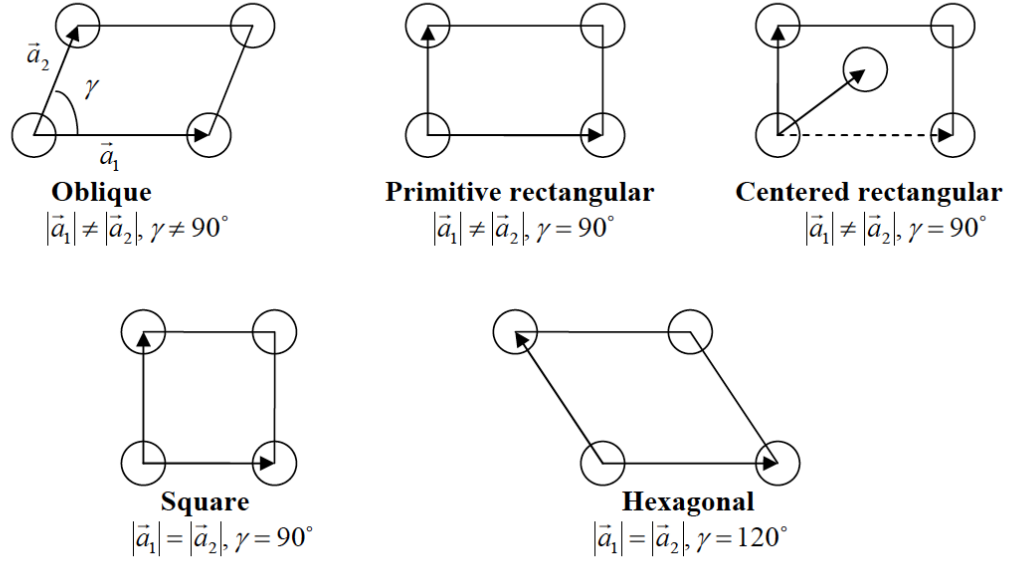 a⃗₂
γ
a⃗₁
Oblique
|a⃗₁| ≠ |a⃗₂|, γ ≠ 90°
Primitive rectangular
|a⃗₁| ≠ |a⃗₂|, γ = 90°
Centered rectangular
|a⃗₁| ≠ |a⃗₂|, γ = 90°
Square
|a⃗₁| = |a⃗₂|, γ = 90°
Hexagonal
|a⃗₁| = |a⃗₂|, γ = 120°